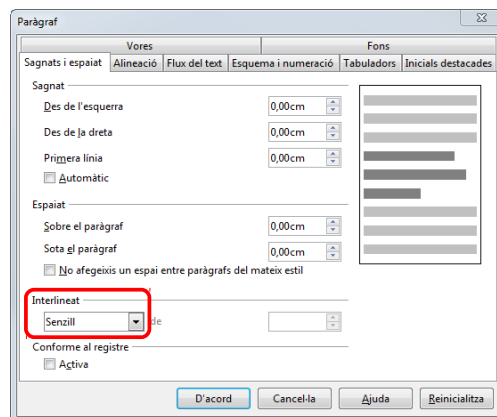 Paràgraf
Vores Fons
Sagnats i espaiat Alineació Flux del text Esquema i numeració Tabuladors Inicials destacades
Sagnat
Des de l'esquerra 0,00cm
Des de la dreta 0,00cm
Primera línia 0,00cm
Automàtic
Espaiat
Sobre el paràgraf 0,00cm
Sota el paràgraf 0,00cm
No afegeixis un espai entre paràgrafs del mateix estil
Interlineat
Senzill de
Conforme al registre
Activa
D'acord Cancel·la Ajuda Reinicialitza